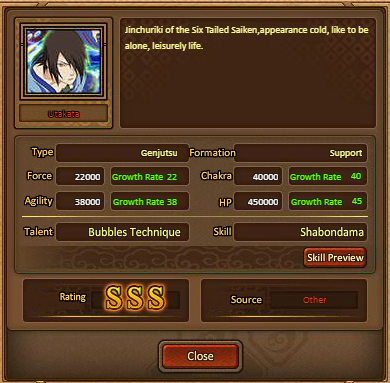 Jinchuriki of the Six Tailed Saiken,appearance cold, like to be
alone, leisurely life.
Utakata
Type Genjutsu Formation Support
Force 22000 Growth Rate 22 Chakra 40000 Growth Rate 40
Agility 38000 Growth Rate 38 HP 450000 Growth Rate 45
Talent Bubbles Technique Skill Shabondama
Skill Preview
Rating SSS Source Other
Close